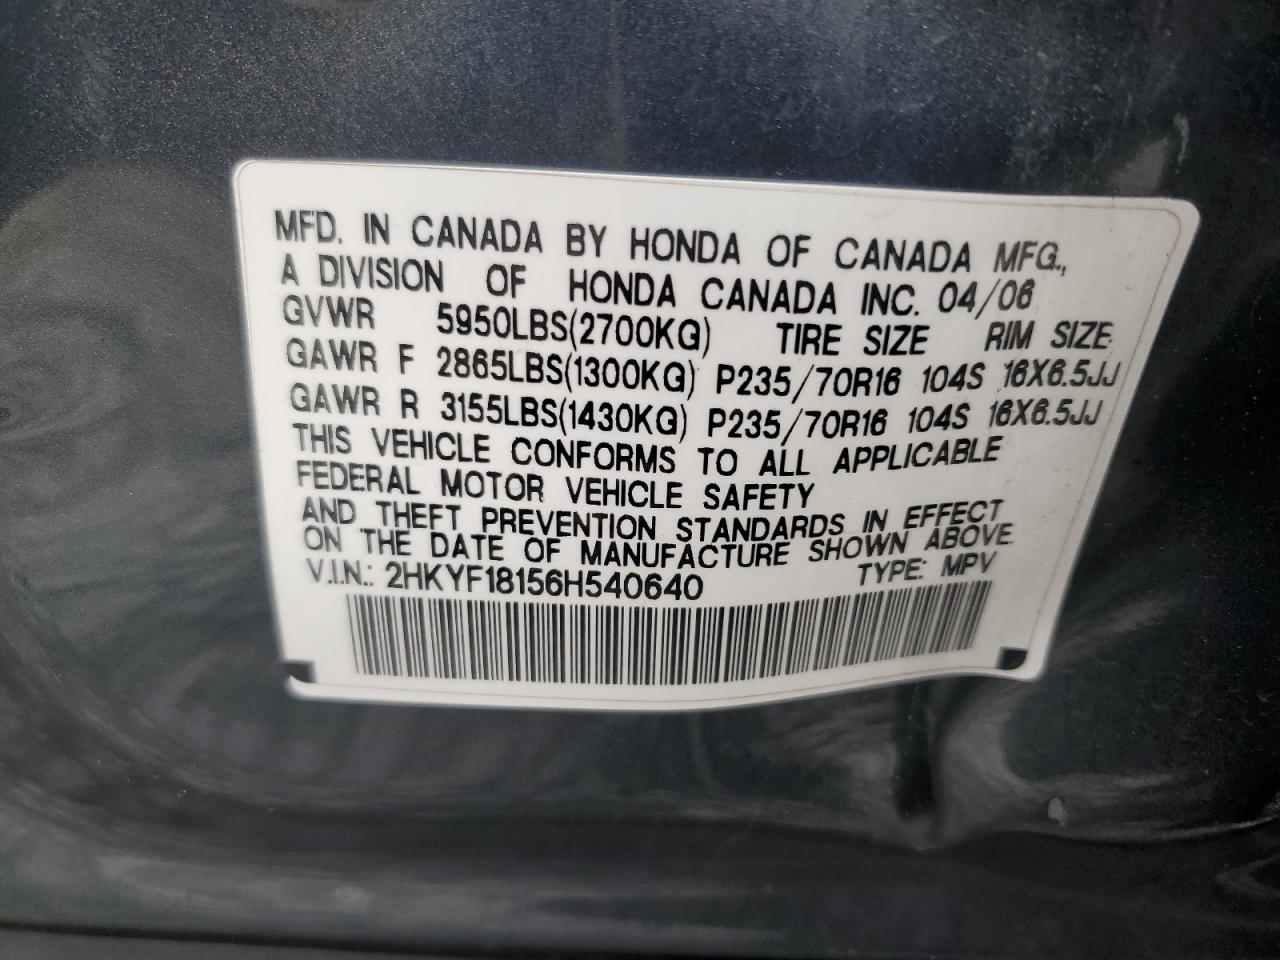 MFD. IN CANADA BY HONDA OF CANADA MFG.,
A DIVISION OF HONDA CANADA INC. 04/06
GVWR 5950LBS(2700KG) TIRE SIZE RIM SIZE
GAWR F 2865LBS(1300KG) P235/70R16 104S 16X6.5JJ
GAWR R 3155LBS(1430KG) P235/70R16 104S 16X6.5JJ
THIS VEHICLE CONFORMS TO ALL APPLICABLE
FEDERAL MOTOR VEHICLE SAFETY
AND THEFT PREVENTION STANDARDS IN EFFECT
ON THE DATE OF MANUFACTURE SHOWN ABOVE
V.I.N.: 2HKYF18156H540640 TYPE: MPV